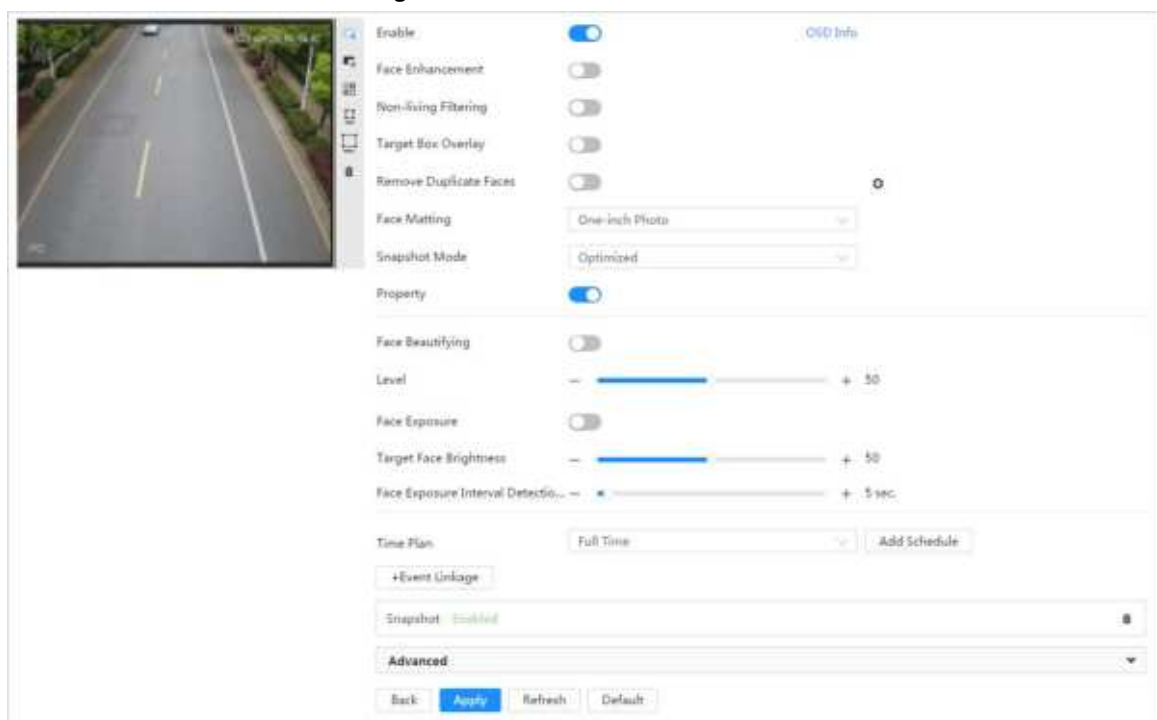 Enable OSD Info
Face Enhancement
Non-living Filtering
Target Box Overlay
Remove Duplicate Faces
Face Matting One-inch Photo
Snapshot Mode Optimized
Property
Face Beautifying
Level − + 50
Face Exposure
Target Face Brightness − + 50
Face Exposure Interval Detectio... − + 5 sec.
Time Plan Full Time Add Schedule
+Event Linkage
Snapshot Enabled
Advanced
Back Apply Refresh Default